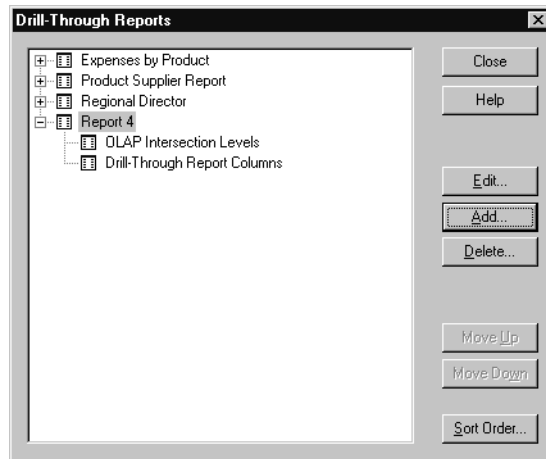 Drill-Through Reports
Expenses by Product
Product Supplier Report
Regional Director
Report 4
OLAP Intersection Levels
Drill-Through Report Columns
Close
Help
Edit...
Add...
Delete...
Move Up
Move Down
Sort Order...